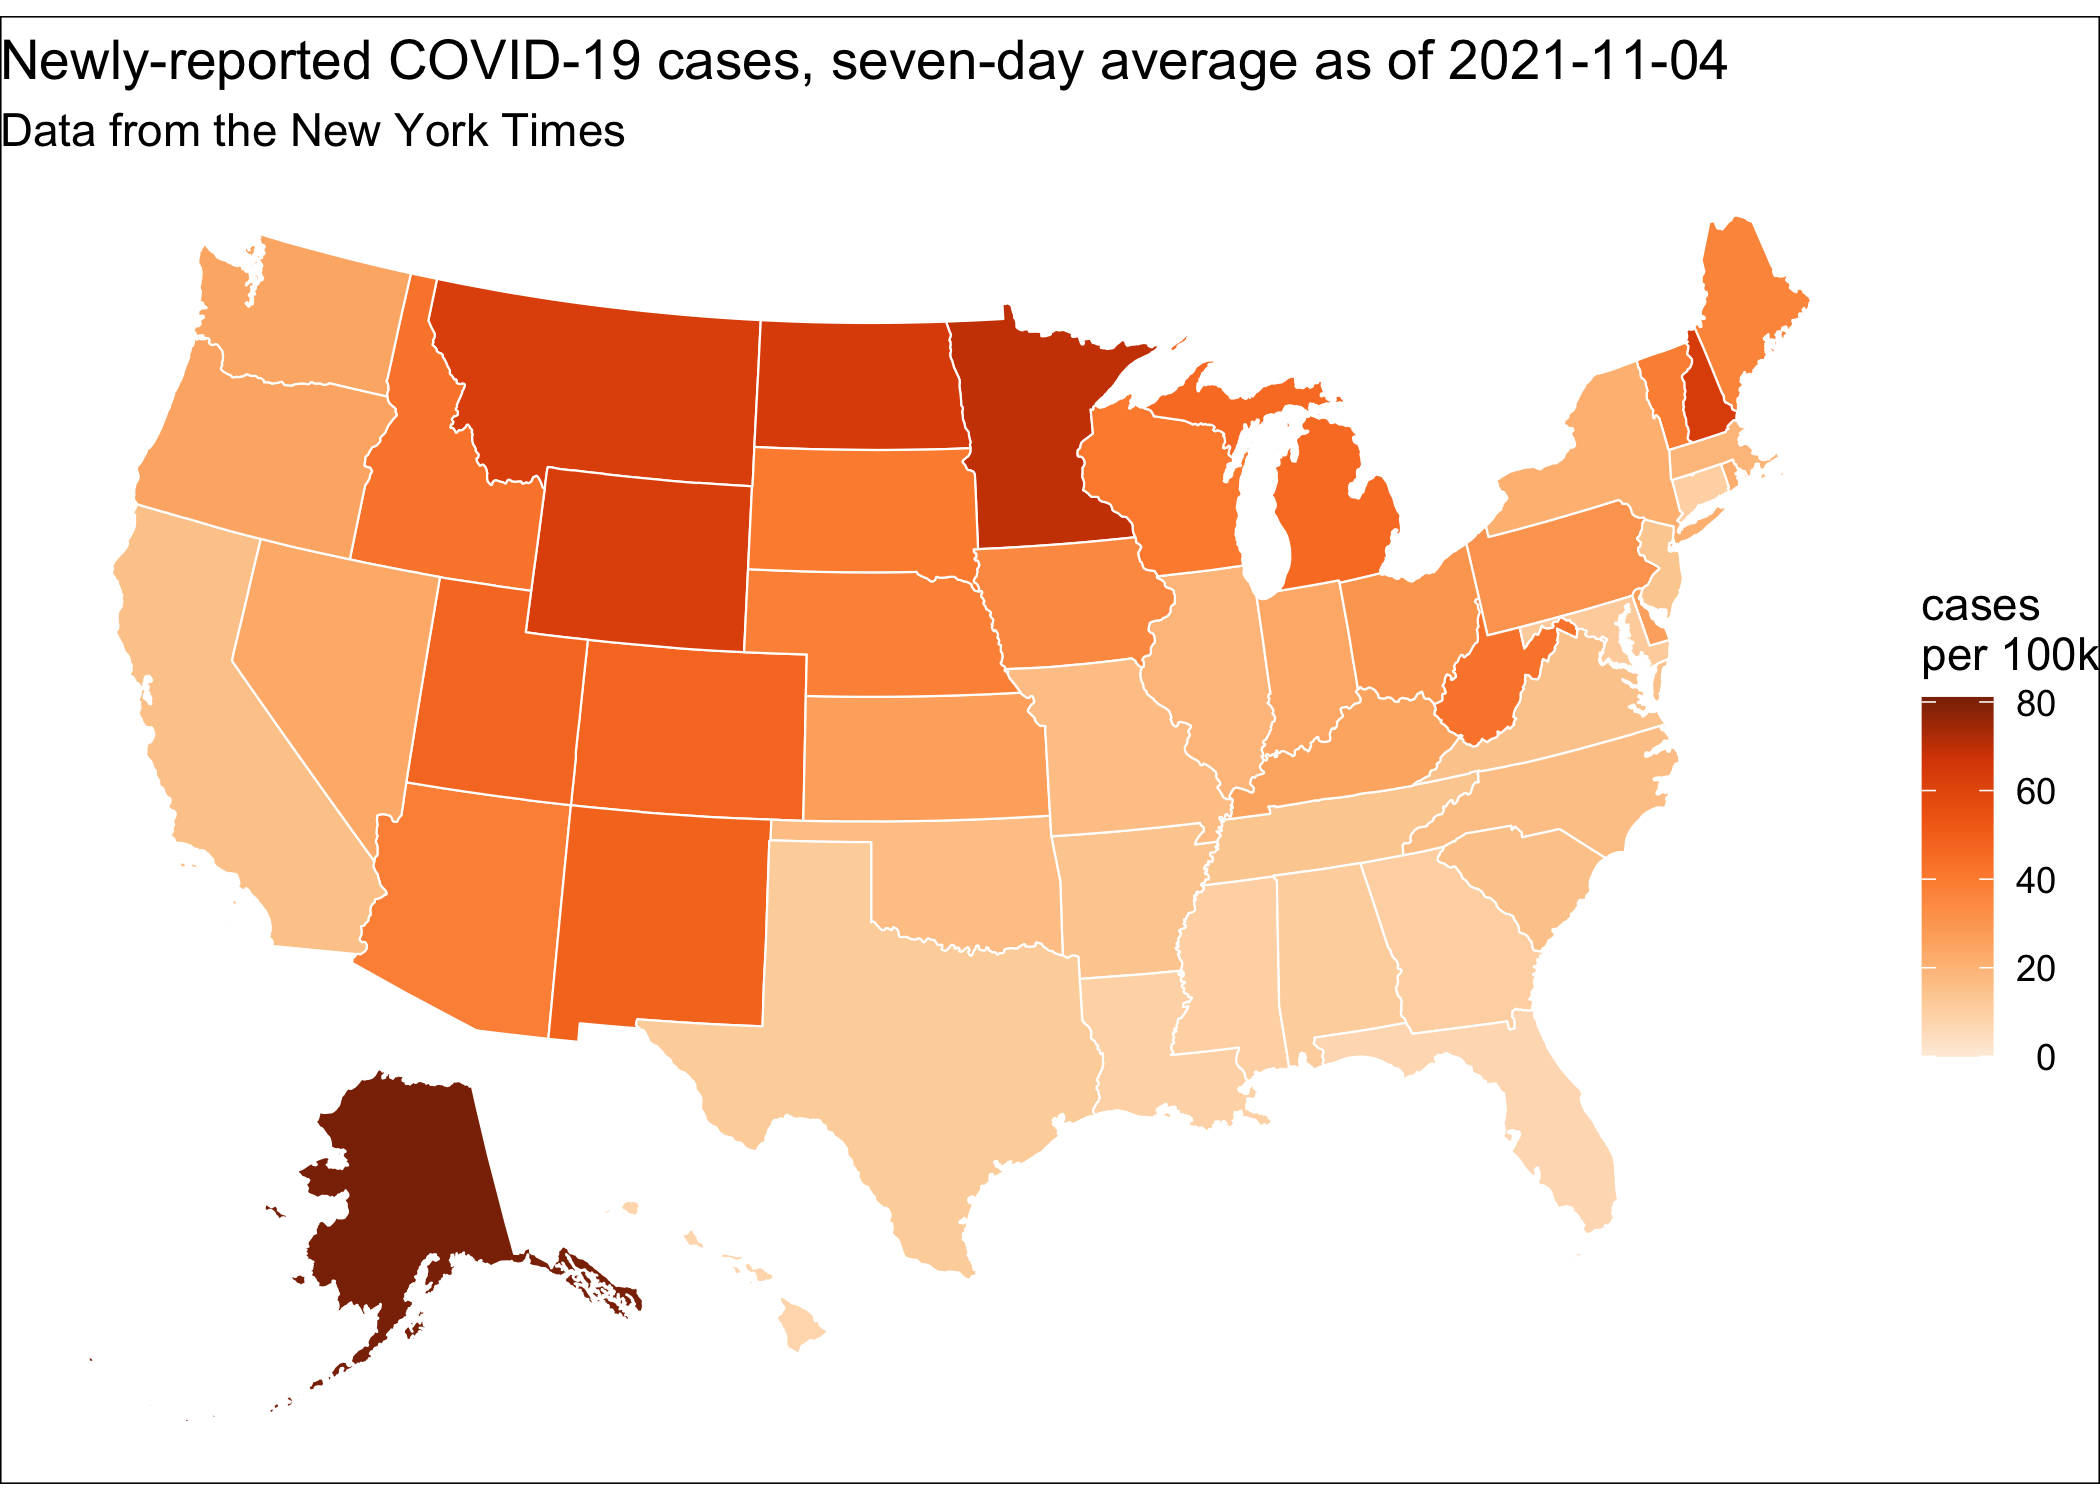 Newly-reported COVID-19 cases, seven-day average as of 2021-11-04
Data from the New York Times
cases
per 100k
80
60
40
20
0